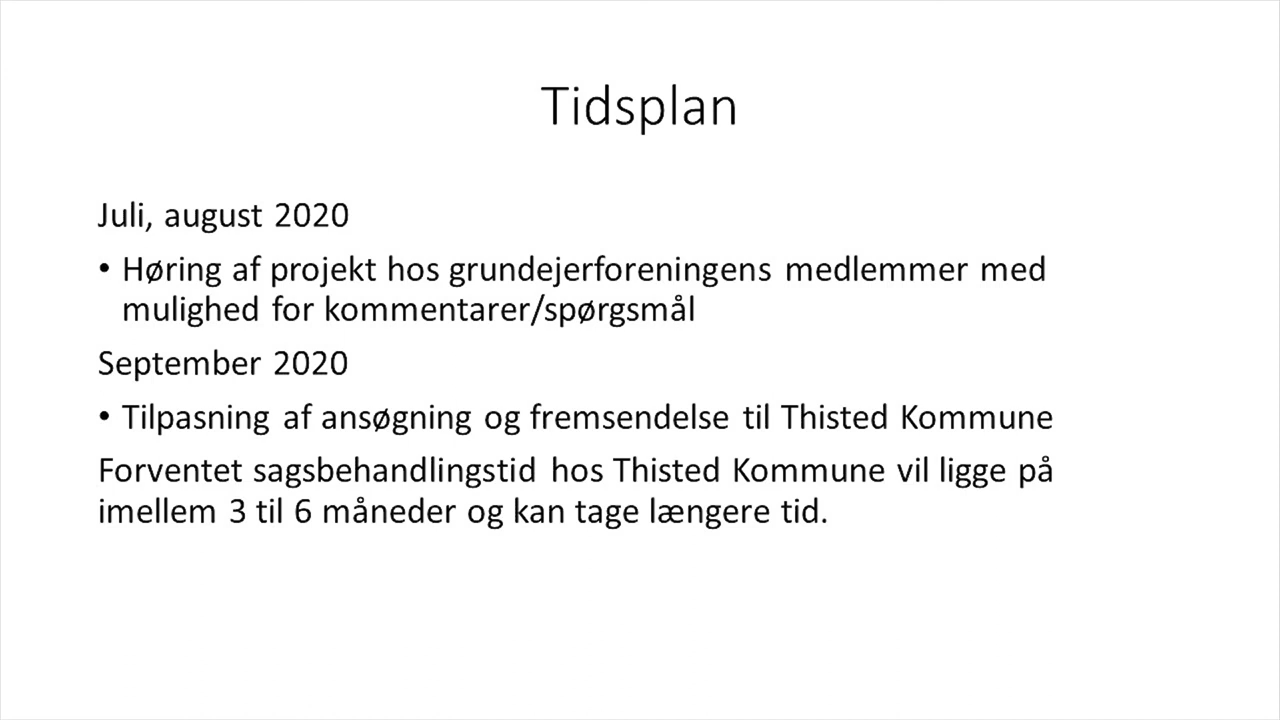 Tidsplan
Juli, august 2020
• Høring af projekt hos grundejerforeningens medlemmer med
mulighed for kommentarer/spørgsmål
September 2020
• Tilpasning af ansøgning og fremsendelse til Thisted Kommune
Forventet sagsbehandlingstid hos Thisted Kommune vil ligge på
imellem 3 til 6 måneder og kan tage længere tid.